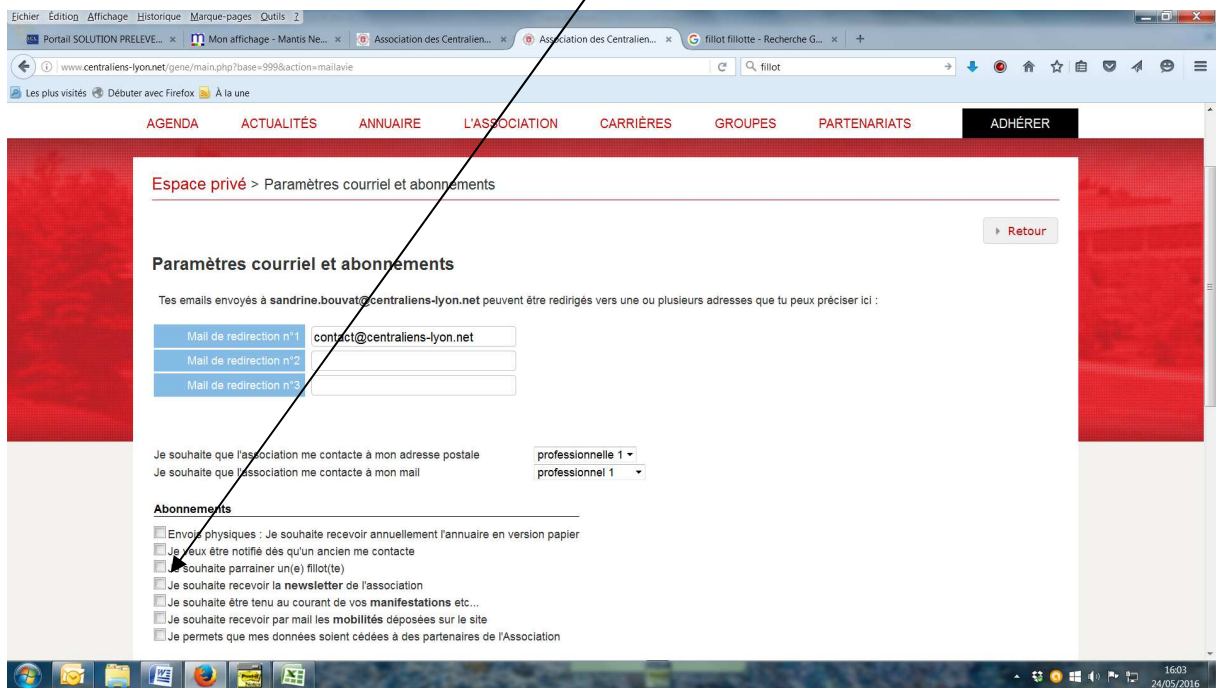 Fichier Édition Affichage Historique Marque-pages Outils ?
Portail SOLUTION PRELEVE... × Mon affichage - Mantis Ne... × Association des Centralien... × Association des Centralien... × fillot fillotte - Recherche G... × +
www.centraliens-lyon.net/gene/main.php?base=999&action=mailavie fillot
Les plus visités Débuter avec Firefox À la une
AGENDA ACTUALITÉS ANNUAIRE L'ASSOCIATION CARRIÈRES GROUPES PARTENARIATS ADHÉRER
Espace privé > Paramètres courriel et abonnements
Retour
Paramètres courriel et abonnements
Tes emails envoyés à sandrine.bouvat@centraliens-lyon.net peuvent être redirigés vers une ou plusieurs adresses que tu peux préciser ici :
Mail de redirection n°1 contact@centraliens-lyon.net
Mail de redirection n°2
Mail de redirection n°3
Je souhaite que l'association me contacte à mon adresse postale professionnelle 1
Je souhaite que l'association me contacte à mon mail professionnel 1
Abonnements
Envois physiques : Je souhaite recevoir annuellement l'annuaire en version papier
Je veux être notifié dès qu'un ancien me contacte
Je souhaite parrainer un(e) fillot(te)
Je souhaite recevoir la newsletter de l'association
Je souhaite être tenu au courant de vos manifestations etc...
Je souhaite recevoir par mail les mobilités déposées sur le site
Je permets que mes données soient cédées à des partenaires de l'Association
16:03
24/05/2016